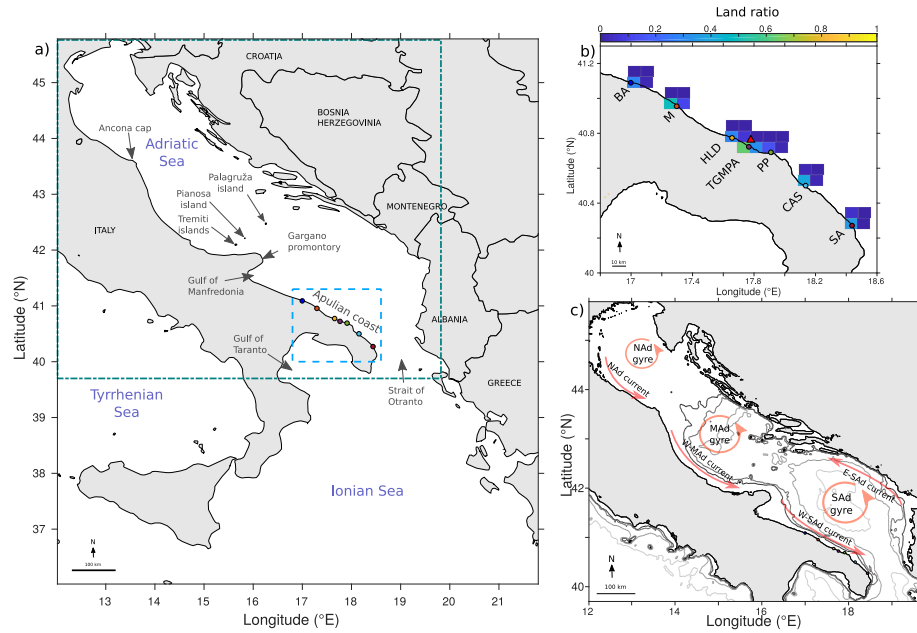 a)
45
44
43
42
41
40
39
38
37
Latitude (°N)
13
14
15
16
17
18
19
20
21
Longitude (°E)
CROATIA
BOSNIA
HERZEGOVINIA
MONTENEGRO
ALBANIA
GREECE
ITALY
Ancona cap
Adriatic
Sea
Palagruža
island
Pianosa
island
Tremiti
islands
Gargano
promontory
Gulf of
Manfredonia
Apulian coast
Gulf of
Taranto
Strait of
Otranto
Tyrrhenian
Sea
Ionian Sea
N
100 km
Land ratio
0
0.2
0.4
0.6
0.8
1
b)
41.2
40.8
40.4
40
Latitude (°N)
17
17.4
17.8
18.2
18.6
Longitude (°E)
BA
M
HLD
TGMPA
PP
CAS
SA
N
10 km
c)
44
42
40
Latitude (°N)
12
14
16
18
Longitude (°E)
NAd
gyre
NAd current
MAd
gyre
W-MAd current
SAd
gyre
E-SAd current
W-SAd current
N
100 km